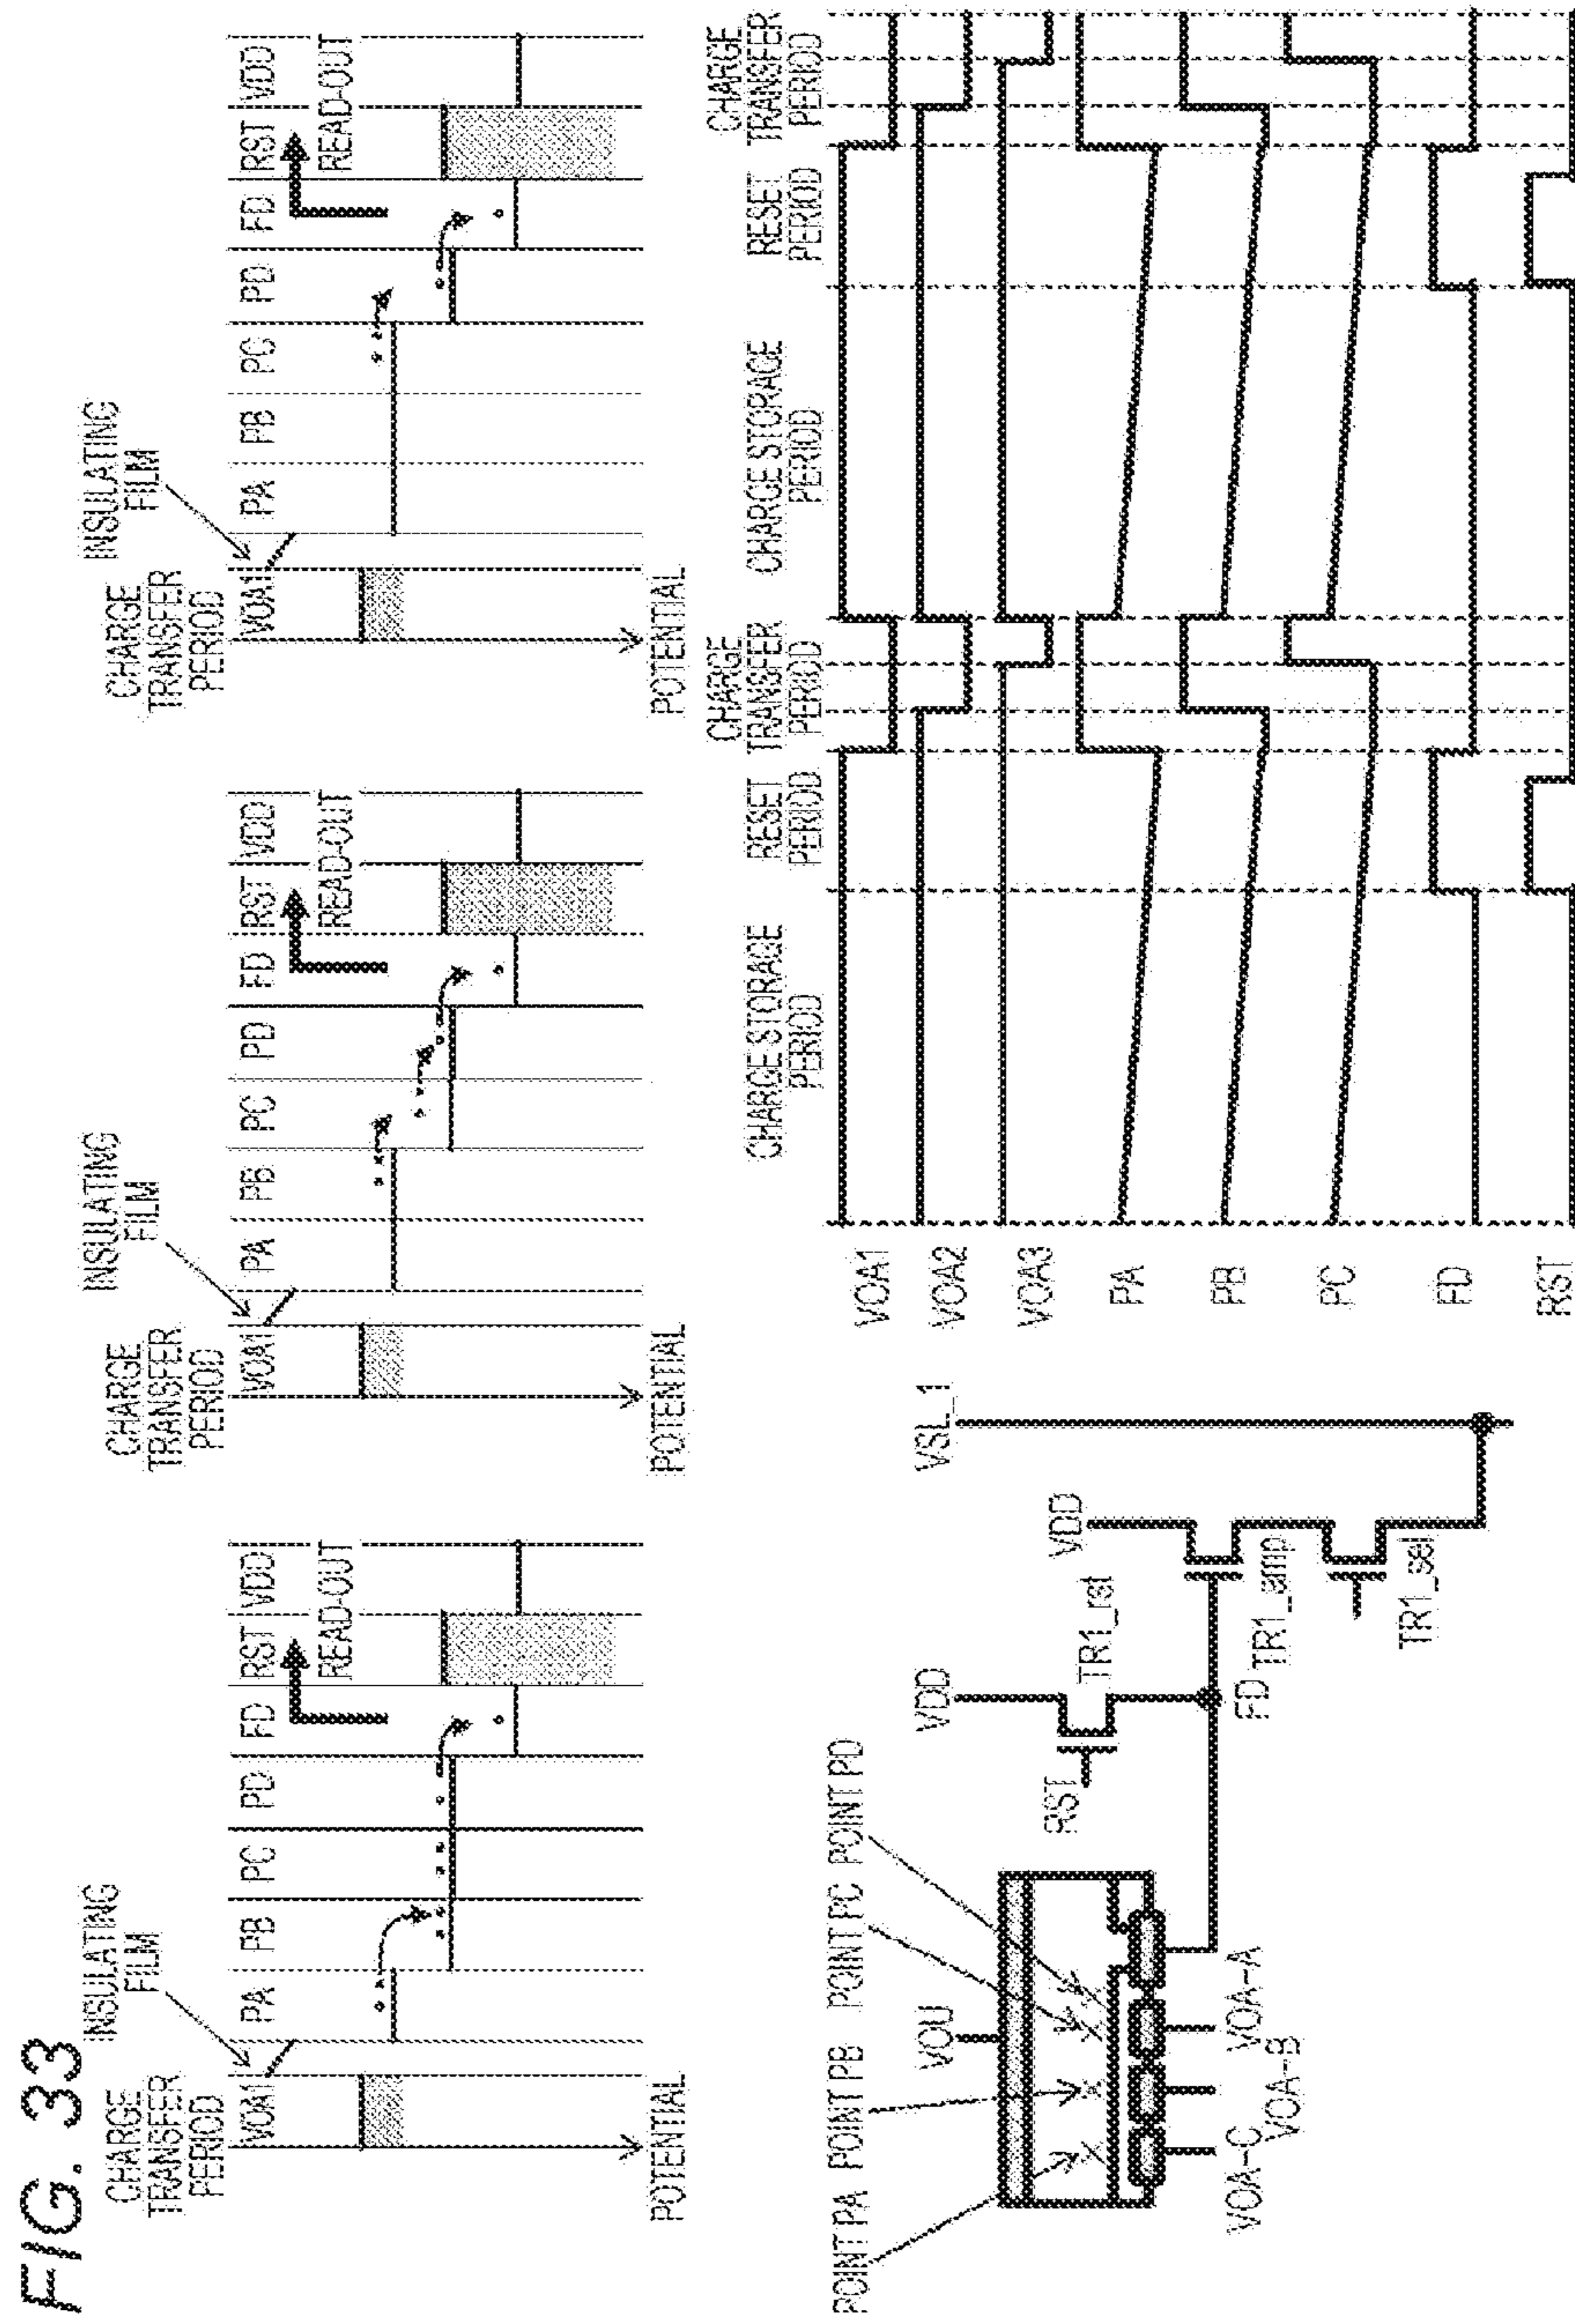 FIG. 33
CHARGE
TRANSFER
PERIOD
INSULATING
FILM
VOA1
PA
PB
PC
PD
FD
RST
VDD
READ-OUT
POTENTIAL
CHARGE
TRANSFER
PERIOD
INSULATING
FILM
VOA1
PA
PB
PC
PD
FD
RST
VDD
READ-OUT
POTENTIAL
CHARGE
TRANSFER
PERIOD
INSULATING
FILM
VOA1
PA
PB
PC
PD
FD
RST
VDD
READ-OUT
POTENTIAL
POINT PA
POINT PB
POINT PC
POINT PD
VOU
VOA-C
VOA-B
VOA-A
RST
VDD
TR1_rst
FD
VDD
TR1_amp
TR1_sel
VSL_1
CHARGE STORAGE
PERIOD
RESET
PERIOD
CHARGE
TRANSFER
PERIOD
CHARGE STORAGE
PERIOD
RESET
PERIOD
CHARGE
TRANSFER
PERIOD
VOA1
VOA2
VOA3
PA
PB
PC
FD
RST